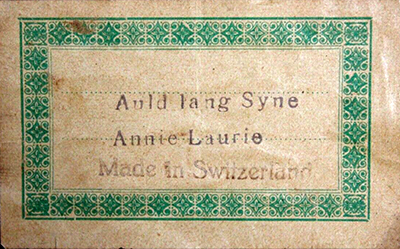 Auld lang Syne
Annie Laurie
Made in Switzerland